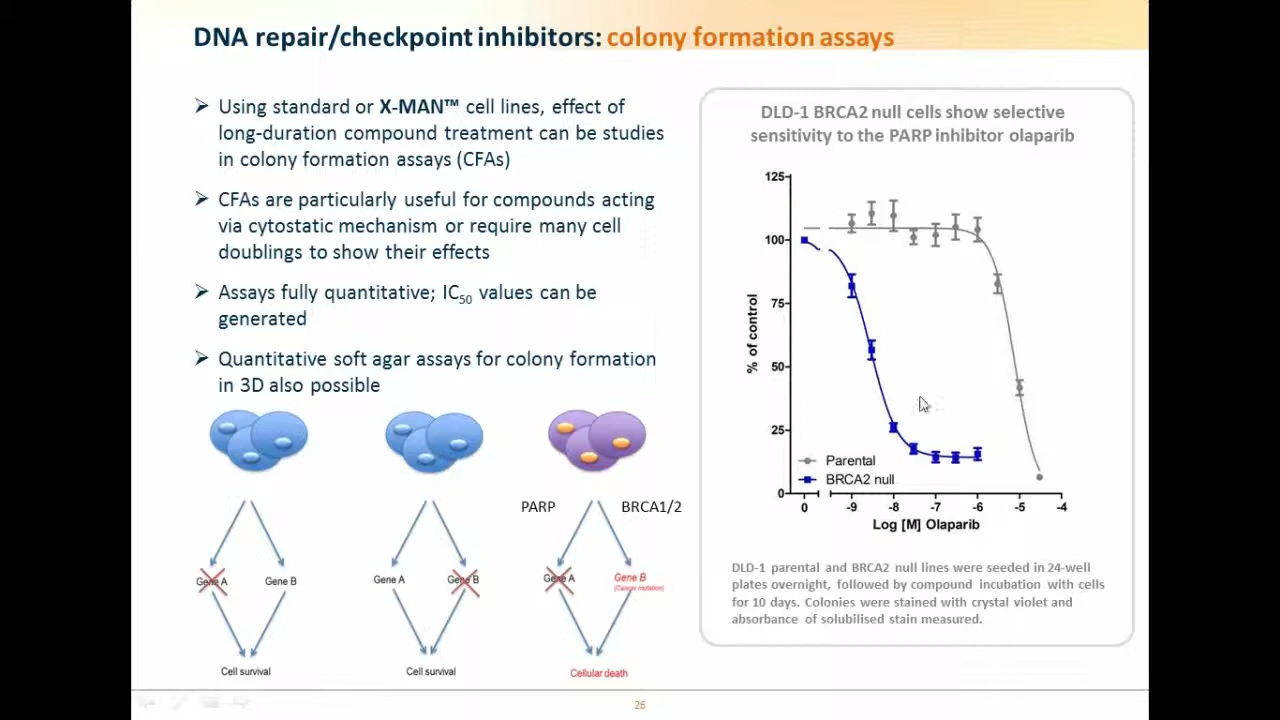 DNA repair/checkpoint inhibitors: colony formation assays
Using standard or X-MAN™ cell lines, effect of
long-duration compound treatment can be studies
in colony formation assays (CFAs)
CFAs are particularly useful for compounds acting
via cytostatic mechanism or require many cell
doublings to show their effects
Assays fully quantitative; IC50 values can be
generated
Quantitative soft agar assays for colony formation
in 3D also possible
PARP BRCA1/2
Gene A Gene B Gene A Gene B Gene A Gene B
(Cancer mutation)
Cell survival Cell survival Cellular death
DLD-1 BRCA2 null cells show selective
sensitivity to the PARP inhibitor olaparib
125
100
75
50
25
0
% of control
Parental
BRCA2 null
0 -9 -8 -7 -6 -5 -4
Log [M] Olaparib
DLD-1 parental and BRCA2 null lines were seeded in 24-well
plates overnight, followed by compound incubation with cells
for 10 days. Colonies were stained with crystal violet and
absorbance of solubilised stain measured.
26